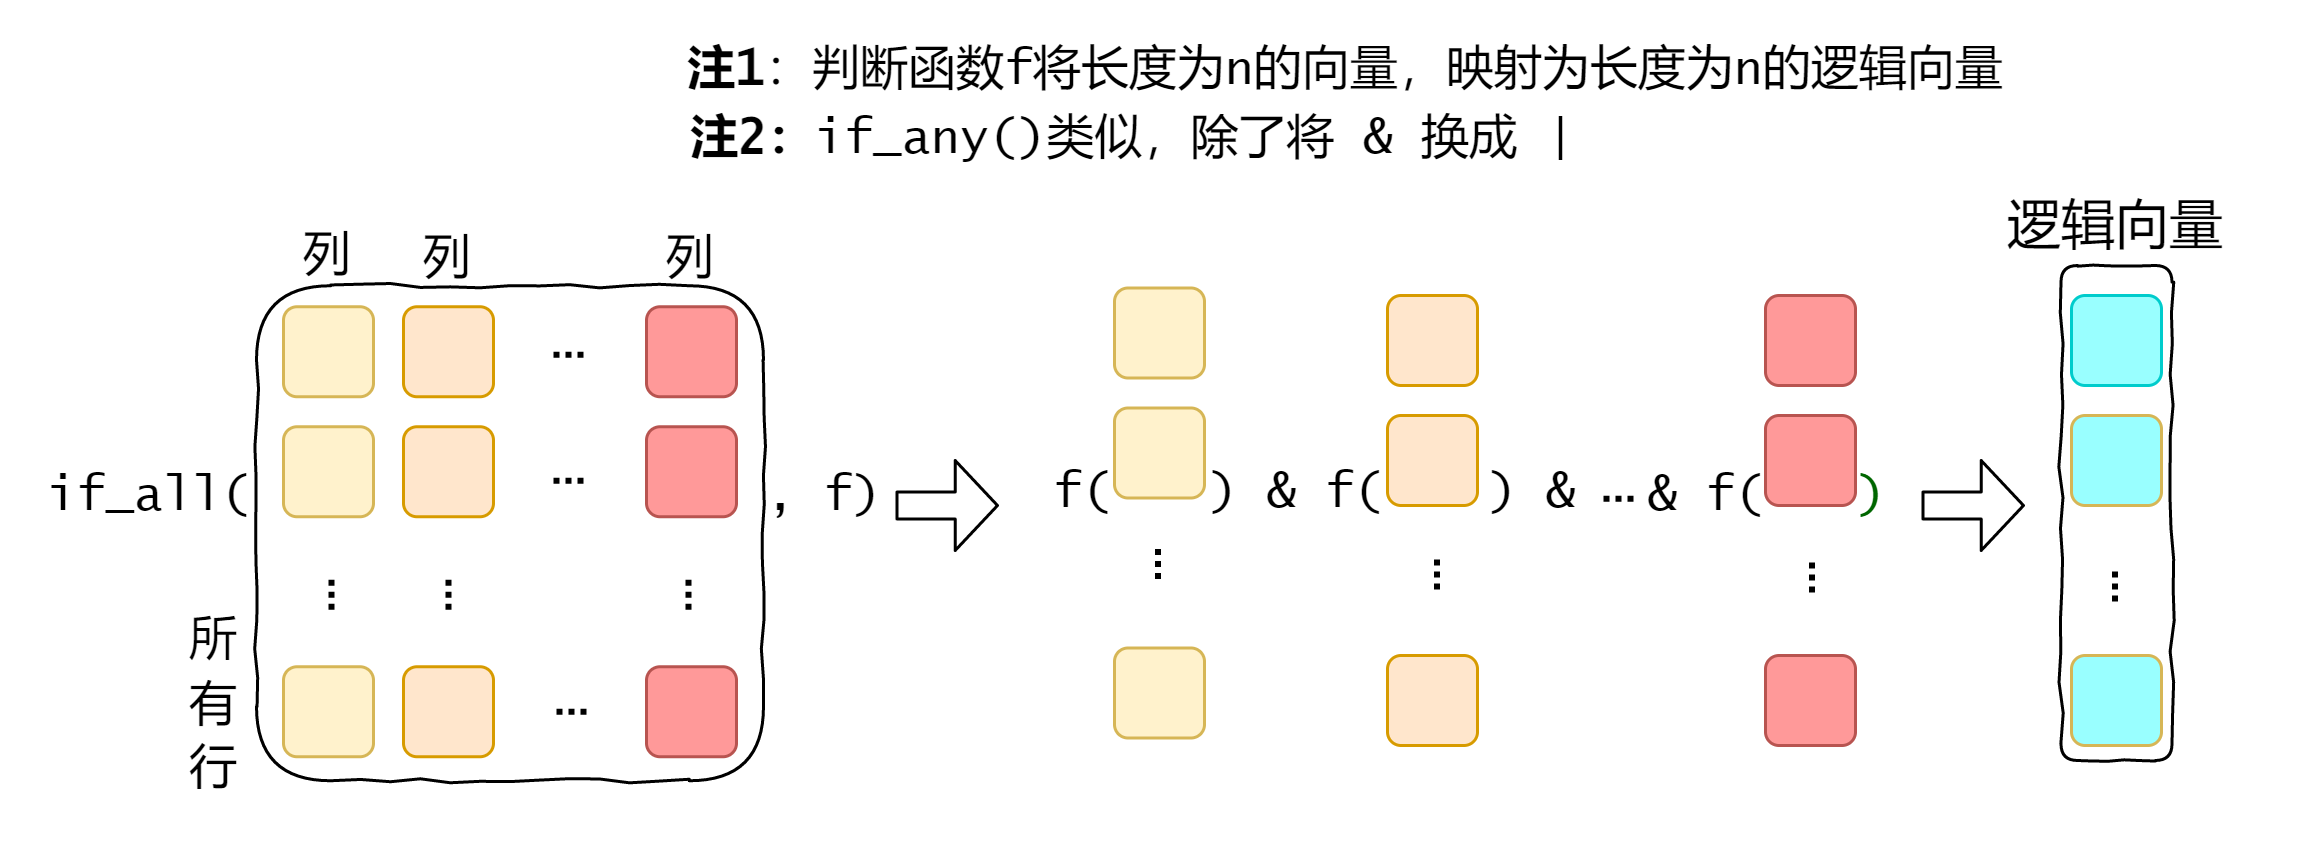 注1：判断函数f将长度为n的向量，映射为长度为n的逻辑向量
注2：if_any()类似，除了将 & 换成 |
逻辑向量
列 列 列
...
...
if_all( , f) f( ) & f( ) & ... & f( )
...
所
有
行